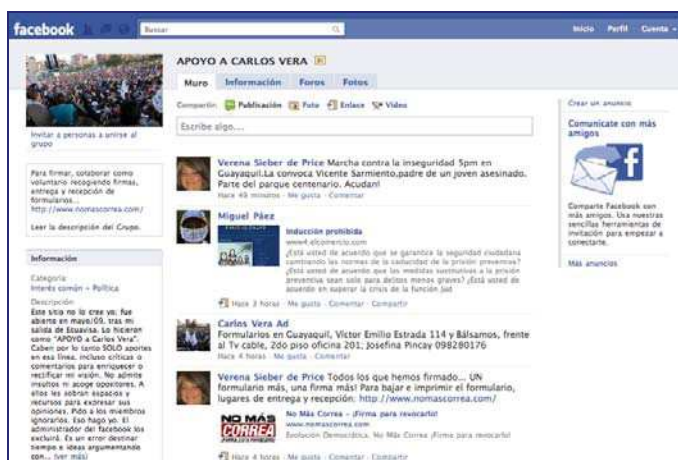 facebook
Buscar
Inicio Perfil Cuenta
APOYO A CARLOS VERA
Muro Información Foros Fotos
Compartir: Publicación Foto Enlace Video
Escribe algo...
Invitar a personas a unirse al
grupo
Para firmar, colaborar como
voluntario recogiendo firmas,
entrega y recepción de
formularios...
http://www.nomascorrea.com/
Leer la descripción del Grupo.
Información
Categoría:
Interés común - Política
Descripción:
Este sitio no lo cree yo; fue
abierto en mayo/09, tras mi
salida de Ecuavisa. Lo hicieron
como "APOYO a Carlos Vera".
Caben por lo tanto SOLO aportes
en esa línea, incluso críticas o
comentarios para enriquecer o
rectificar mi visión. No admite
insultos ni acoge opositores. A
ellos les sobran espacios y
recursos para expresar sus
opiniones. Pido a los miembros
ignorarlos. Eso hago yo. El
administrador del facebook los
excluirá. Es un error destinar
tiempo e ideas argumentando
con... (ver más)
Verena Sieber de Price Marcha contra la inseguridad 5pm en
Guayaquil.La convoca Vicente Sarmiento,padre de un joven asesinado.
Parte del parque centenario. Acudan!
Hace 49 minutos · Me gusta · Comentar
Miguel Páez
Inducción prohibida
www4.elcomercio.com
¿Está usted de acuerdo que se garantice la seguridad ciudadana
cambiando las normas de la caducidad de la prisión preventiva?
¿Está usted de acuerdo que las medidas sustitutivas a la prisión
preventiva sean solo para delitos menos graves? ¿Está usted de
acuerdo en superar la crisis de la función jud
Hace 3 horas · Me gusta · Comentar · Compartir
Carlos Vera Ad
Formularios en Guayaquil, Victor Emilio Estrada 114 y Bálsamos, frente
al Tv cable, 2do piso oficina 201; Josefina Pincay 098280176
Hace 4 horas · Me gusta · Comentar
Verena Sieber de Price Todos los que hemos firmado... UN
formulario más, una firma más! Para bajar e imprimir el formulario,
lugares de entrega y recepción: http://www.nomascorrea.com/
NO MÁS
CORREA
No Más Correa - ¡Firma para revocarlo!
www.nomascorrea.com
Evolución Democrática. No Más Correa ¡Firma para revocarlo!
Hace 4 horas · Me gusta · Comentar · Compartir
Crear un anuncio
Comunícate con más
amigos
Comparte Facebook con
más amigos. Usa nuestras
sencillas herramientas de
invitación para empezar a
conectarte.
Más anuncios